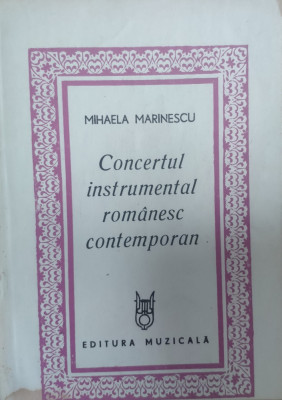 MIHAELA MARINESCU
Concertul
instrumental
românesc
contemporan
EDITURA MUZICALĂ